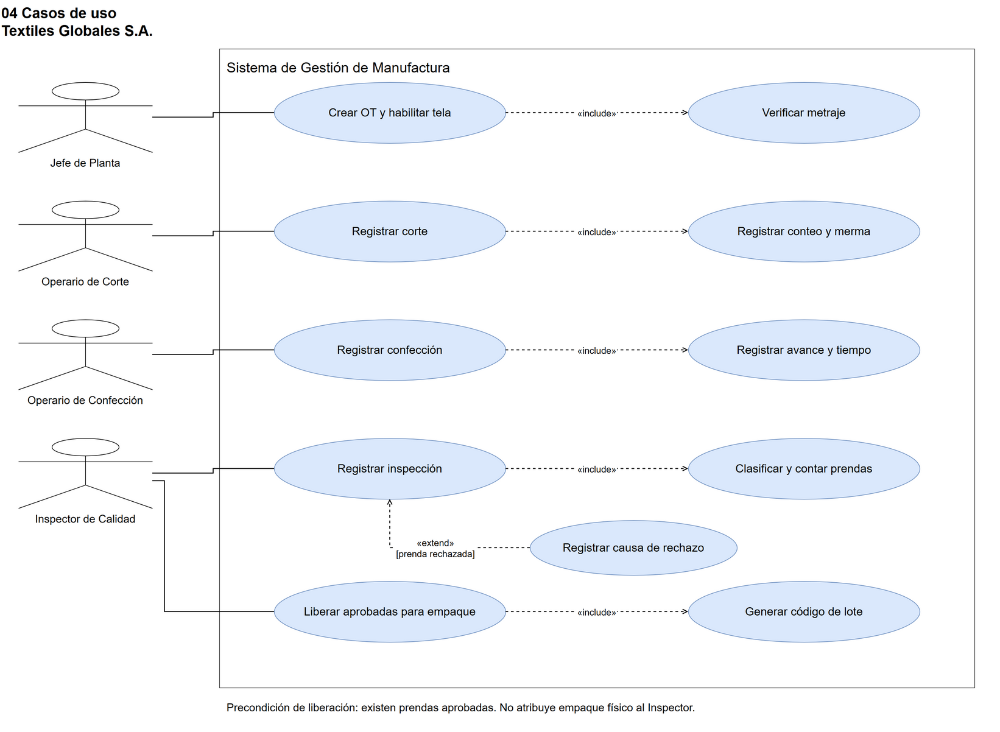 04 Casos de uso
Textiles Globales S.A.
Sistema de Gestión de Manufactura
Jefe de Planta
Crear OT y habilitar tela
«include»
Verificar metraje
Operario de Corte
Registrar corte
«include»
Registrar conteo y merma
Operario de Confección
Registrar confección
«include»
Registrar avance y tiempo
Inspector de Calidad
Registrar inspección
«include»
Clasificar y contar prendas
«extend»
[prenda rechazada]
Registrar causa de rechazo
Liberar aprobadas para empaque
«include»
Generar código de lote
Precondición de liberación: existen prendas aprobadas. No atribuye empaque físico al Inspector.